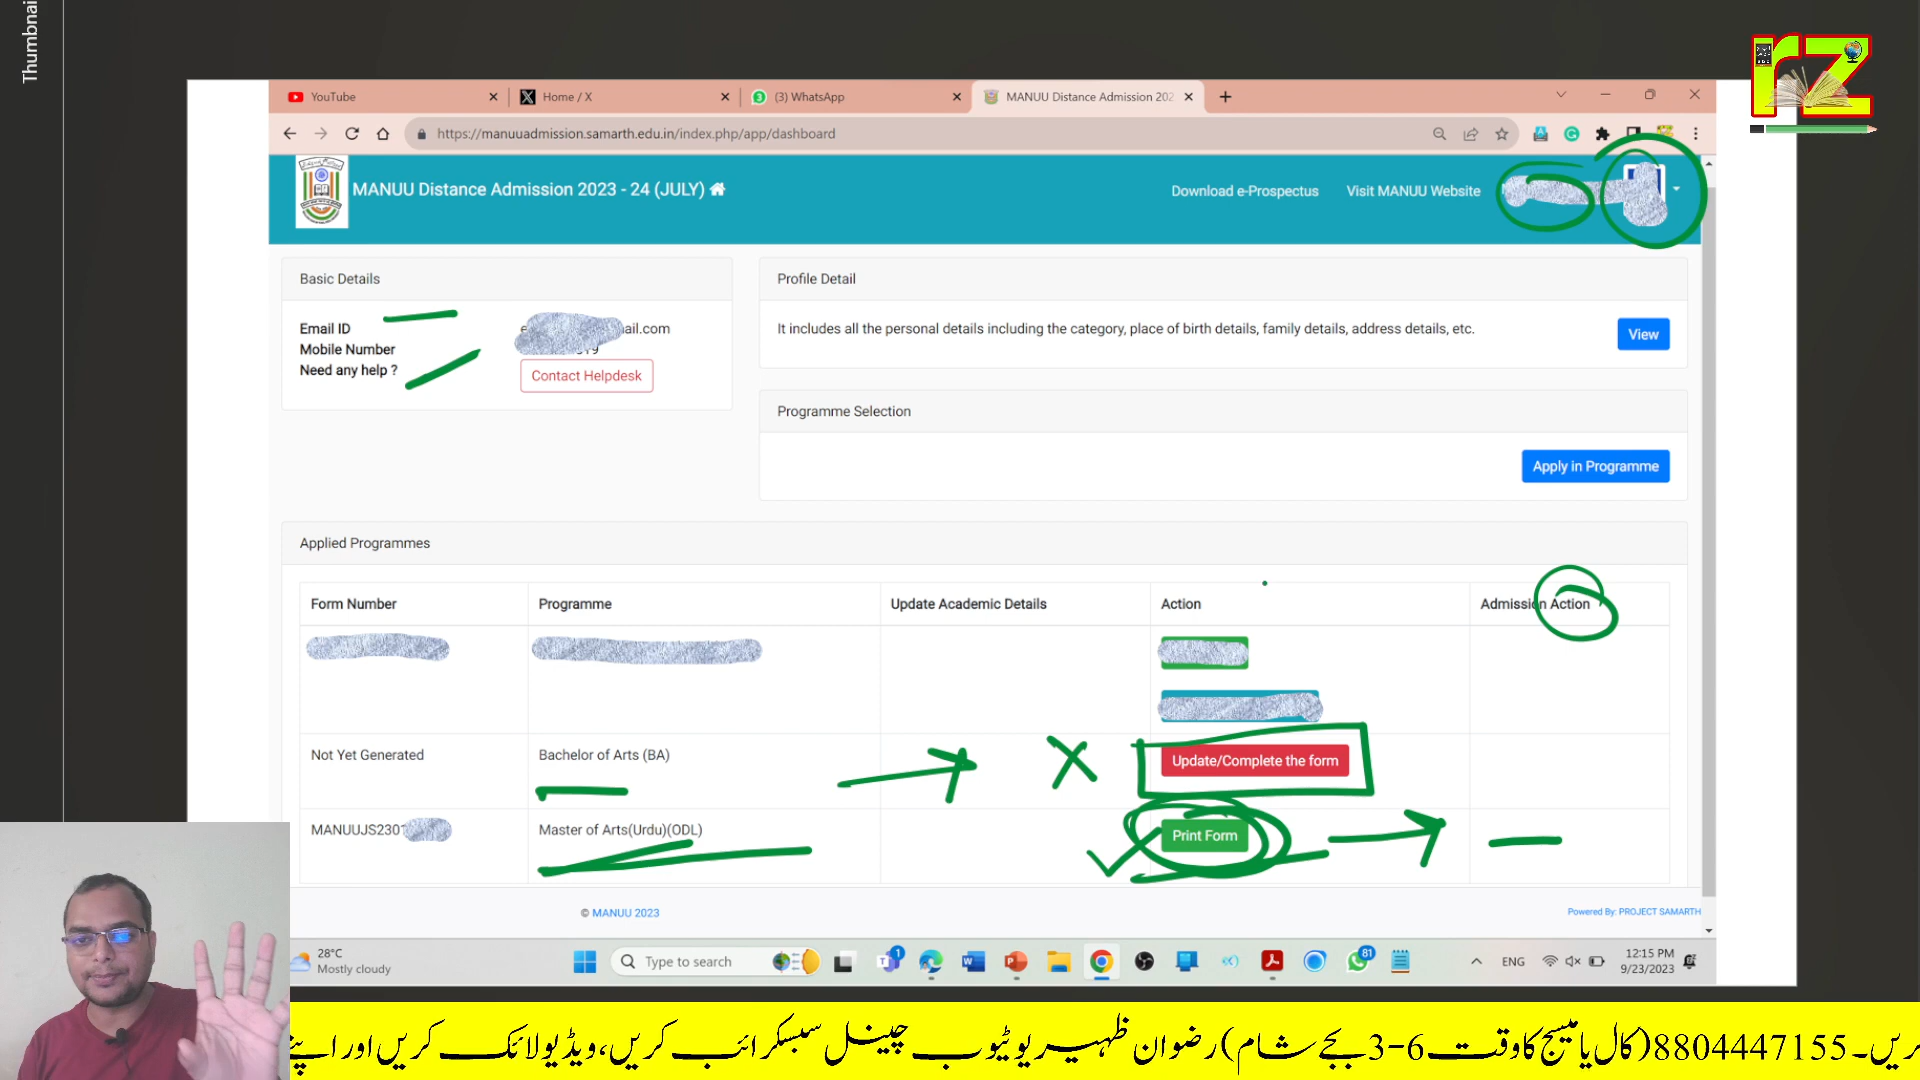 Thumbnai
rz
YouTube
Home / X
(3) WhatsApp
MANUU Distance Admission 202
https://manuuadmission.samarth.edu.in/index.php/app/dashboard
MANUU Distance Admission 2023 - 24 (JULY)
Download e-Prospectus
Visit MANUU Website
Basic Details
Email ID
ail.com
Mobile Number
Need any help ?
Contact Helpdesk
Profile Detail
It includes all the personal details including the category, place of birth details, family details, address details, etc.
View
Programme Selection
Apply in Programme
Applied Programmes
Form Number
Programme
Update Academic Details
Action
Admission Action
Not Yet Generated
Bachelor of Arts (BA)
Update/Complete the form
MANUUJS230
Master of Arts(Urdu)(ODL)
Print Form
© MANUU 2023
Powered By: PROJECT SAMARTH
28°C
Mostly cloudy
Type to search
1
81
ENG
12:15 PM
9/23/2023
ریں۔8804447155(کال یا میسج کا وقت 6-3 بجے شام) رضوان ظہیر یوٹیوب چینل سبسکرائب کریں، ویڈیو لائک کریں اور اپنے